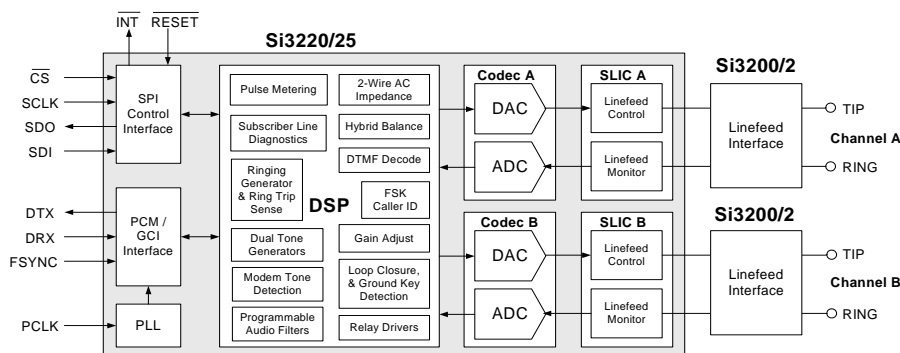 INT
RESET
Si3220/25
CS
SCLK
SDO
SDI
SPI
Control
Interface
DTX
DRX
FSYNC
PCM /
GCI
Interface
PCLK
PLL
DSP
Pulse Metering
2-Wire AC
Impedance
Subscriber Line
Diagnostics
Hybrid Balance
DTMF Decode
Ringing
Generator
& Ring Trip
Sense
FSK
Caller ID
Dual Tone
Generators
Gain Adjust
Modem Tone
Detection
Loop Closure,
& Ground Key
Detection
Programmable
Audio Filters
Relay Drivers
Codec A
DAC
ADC
SLIC A
Linefeed
Control
Linefeed
Monitor
Si3200/2
Linefeed
Interface
TIP
Channel A
RING
Codec B
DAC
ADC
SLIC B
Linefeed
Control
Linefeed
Monitor
Si3200/2
Linefeed
Interface
TIP
Channel B
RING